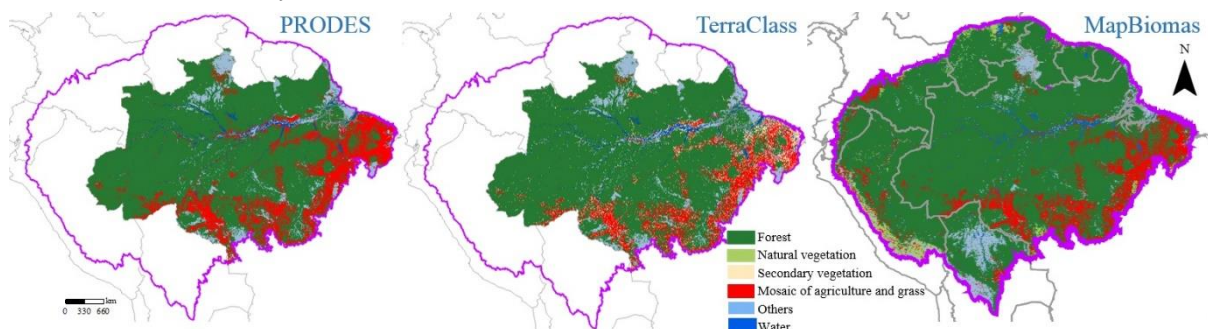 PRODES
TerraClass
MapBiomas
N
Forest
Natural vegetation
Secondary vegetation
Mosaic of agriculture and grass
Others
Water
km
0 330 660